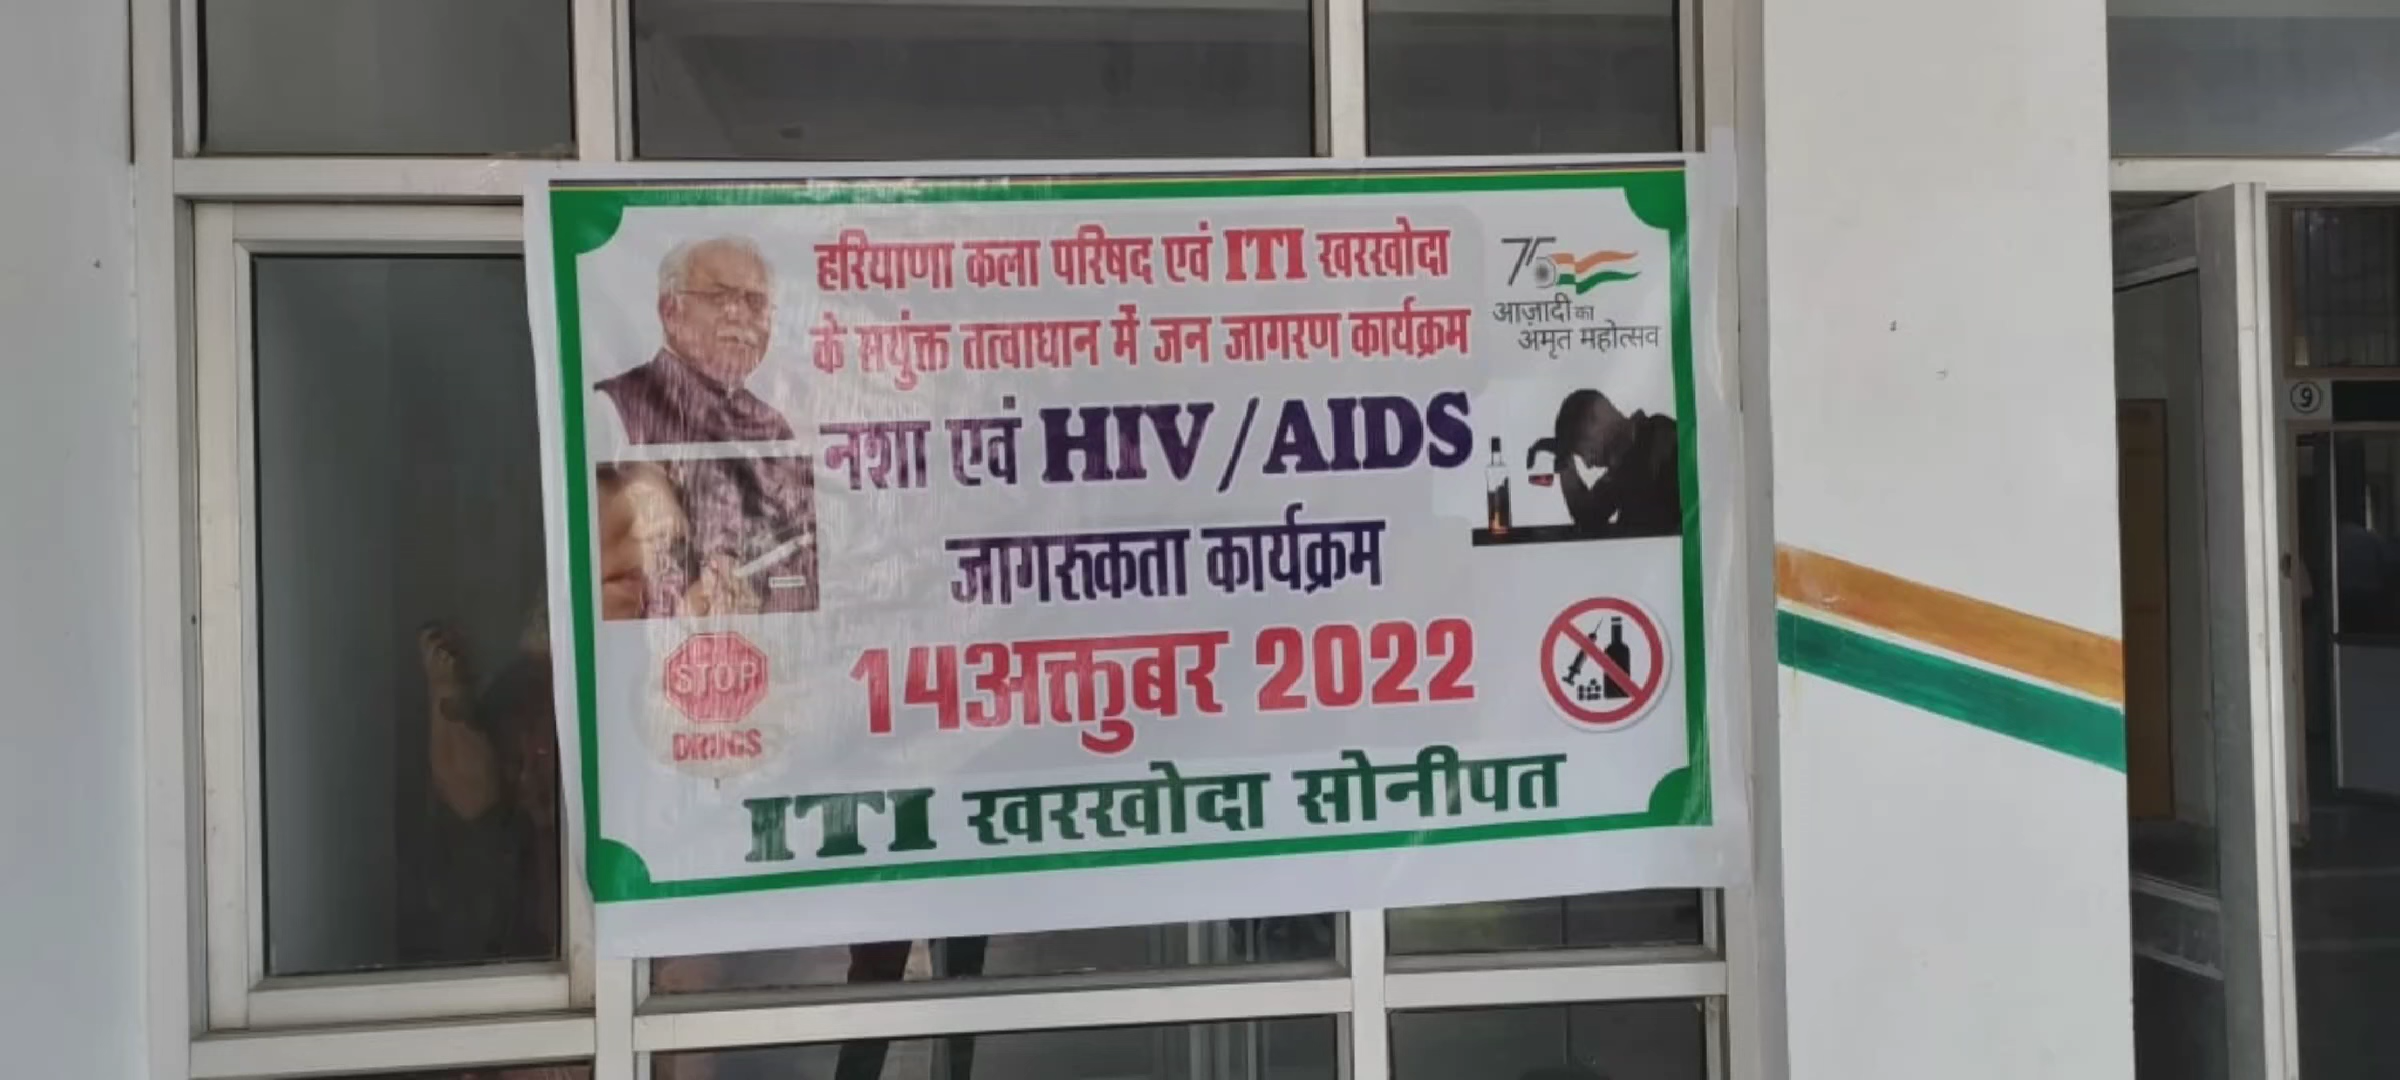 हरियाणा कला परिषद एवं ITI खरखोदा
के सयुंक्त तत्वाधान में जन जागरण कार्यक्रम
75
आज़ादी का
अमृत महोत्सव
नशा एवं HIV/AIDS
जागरुकता कार्यक्रम
STOP
DRUGS
14अक्तुबर 2022
ITI खरखोदा सोनीपत
9